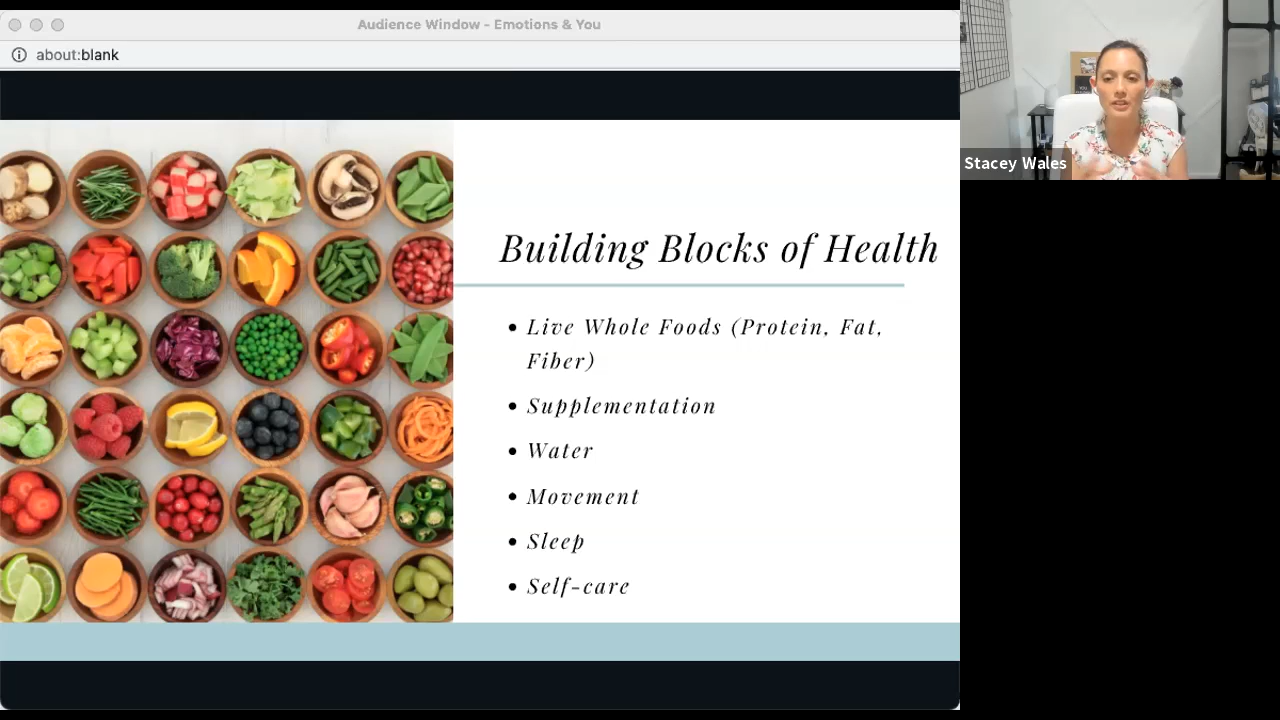 Audience Window - Emotions & You
about:blank
Stacey Wales
Building Blocks of Health
• Live Whole Foods (Protein, Fat,
Fiber)
• Supplementation
• Water
• Movement
• Sleep
• Self-care